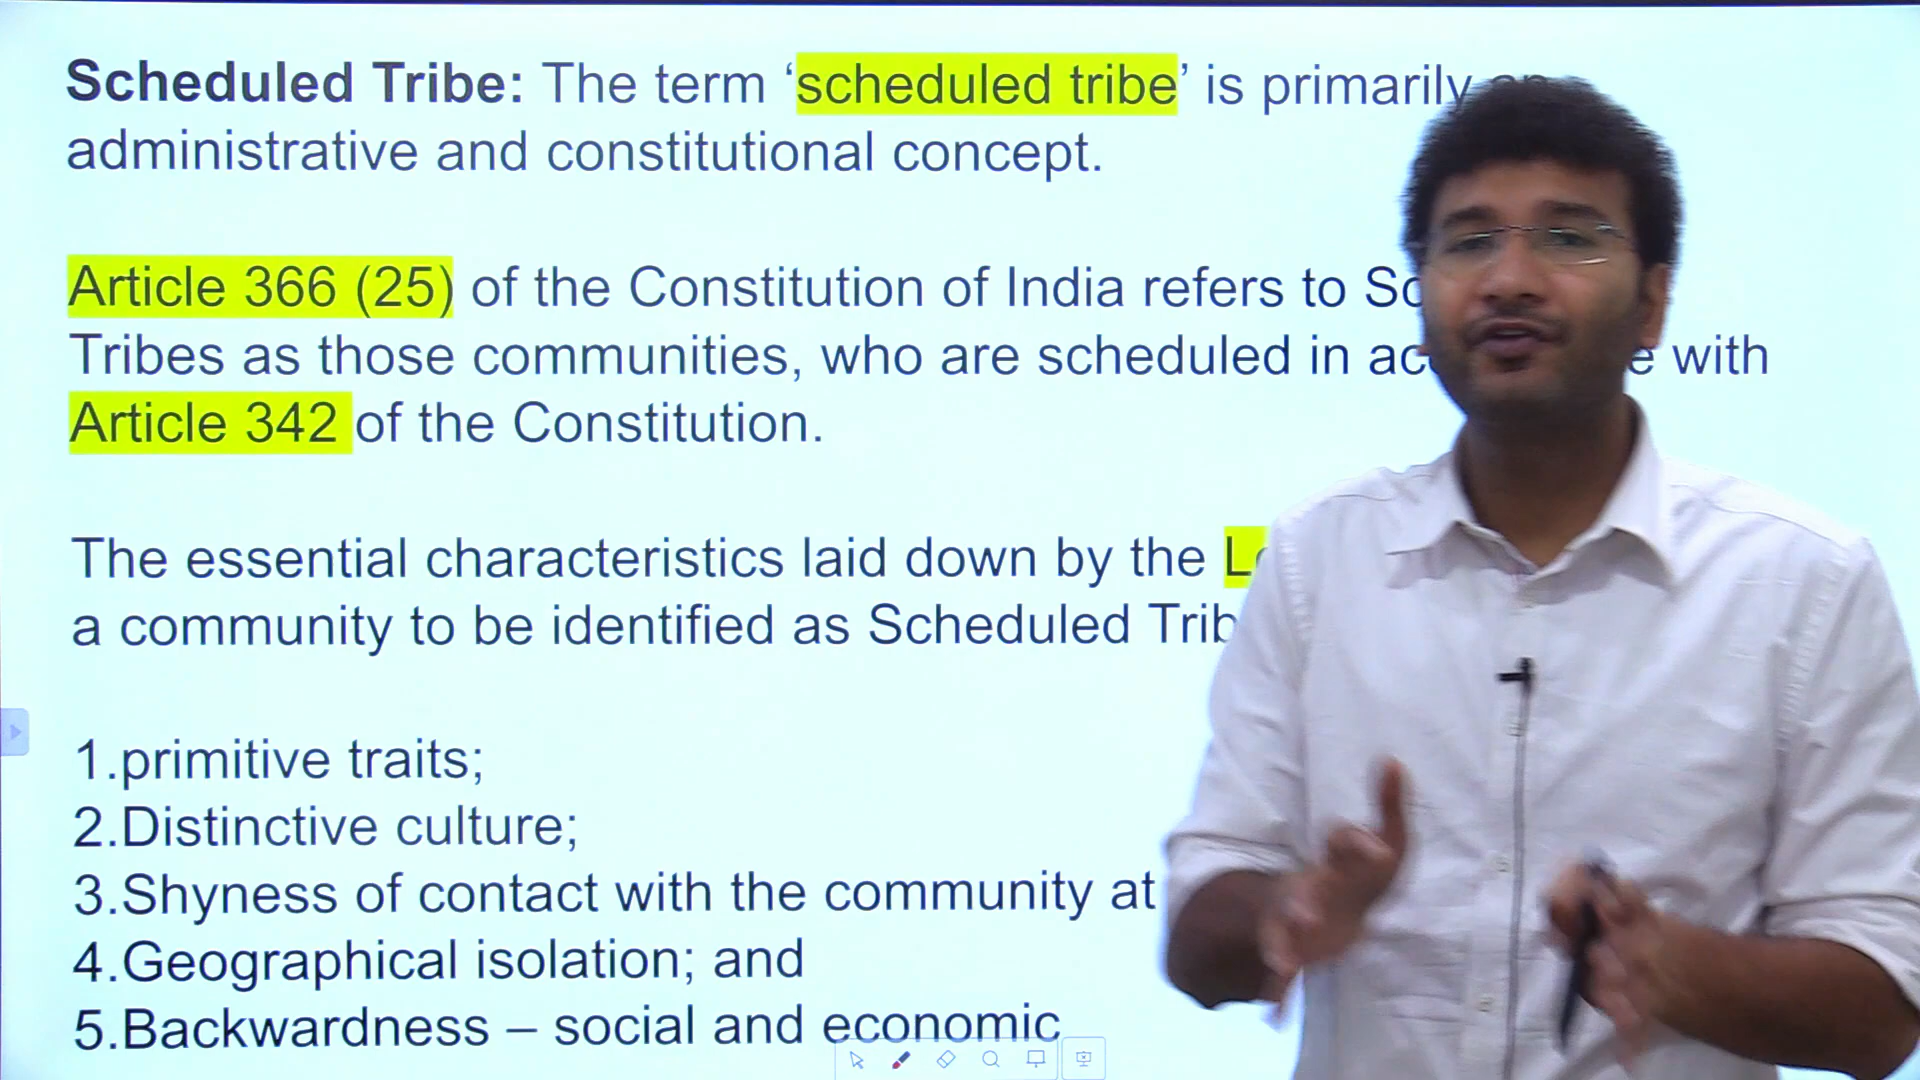 Scheduled Tribe: The term ‘scheduled tribe’ is primarily
administrative and constitutional concept.
Article 366 (25) of the Constitution of India refers to
Tribes as those communities, who are scheduled in with
Article 342 of the Constitution.
The essential characteristics laid down by the
a community to be identified as Scheduled
1.primitive traits;
2.Distinctive culture;
3.Shyness of contact with the community at
4.Geographical isolation; and
5.Backwardness – social and economic